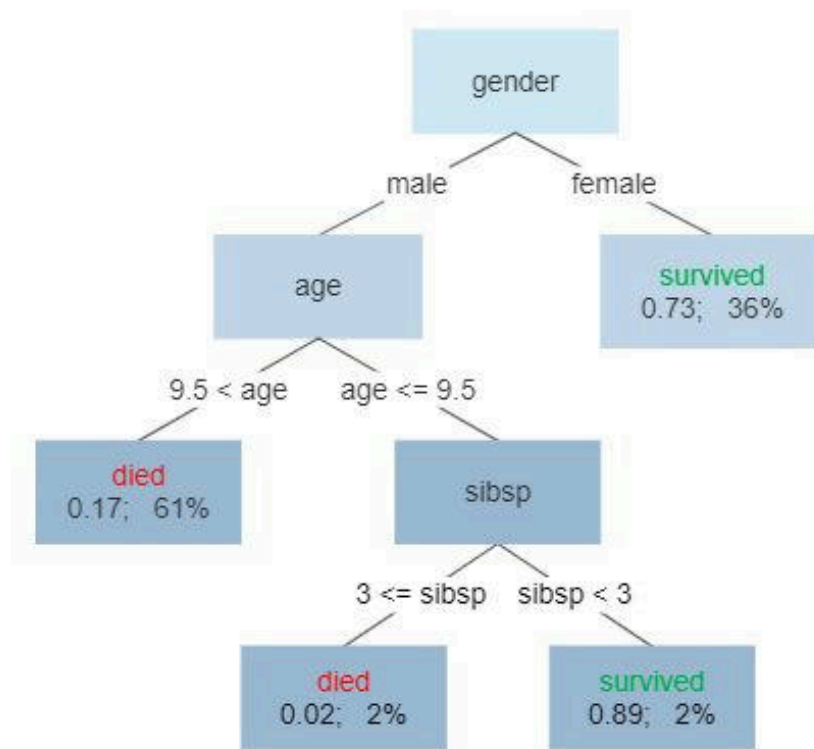 gender
male female
age
survived
0.73; 36%
9.5 < age age <= 9.5
died
0.17; 61%
sibsp
3 <= sibsp sibsp < 3
died
0.02; 2%
survived
0.89; 2%